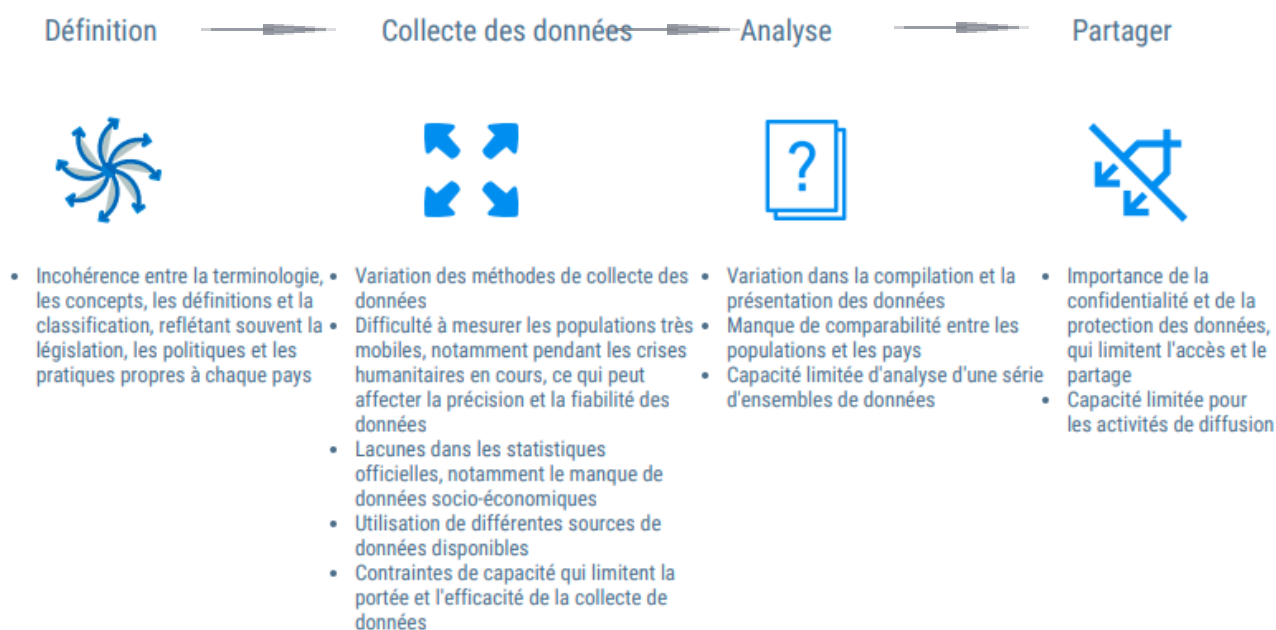 Définition
Collecte des données
Analyse
Partager
?
• Incohérence entre la terminologie,
les concepts, les définitions et la
classification, reflétant souvent la
législation, les politiques et les
pratiques propres à chaque pays
• Variation des méthodes de collecte des
données
• Difficulté à mesurer les populations très
mobiles, notamment pendant les crises
humanitaires en cours, ce qui peut
affecter la précision et la fiabilité des
données
• Lacunes dans les statistiques
officielles, notamment le manque de
données socio-économiques
• Utilisation de différentes sources de
données disponibles
• Contraintes de capacité qui limitent la
portée et l'efficacité de la collecte de
données
• Variation dans la compilation et la
présentation des données
• Manque de comparabilité entre les
populations et les pays
• Capacité limitée d'analyse d'une série
d'ensembles de données
• Importance de la
confidentialité et de la
protection des données,
qui limitent l'accès et le
partage
• Capacité limitée pour
les activités de diffusion